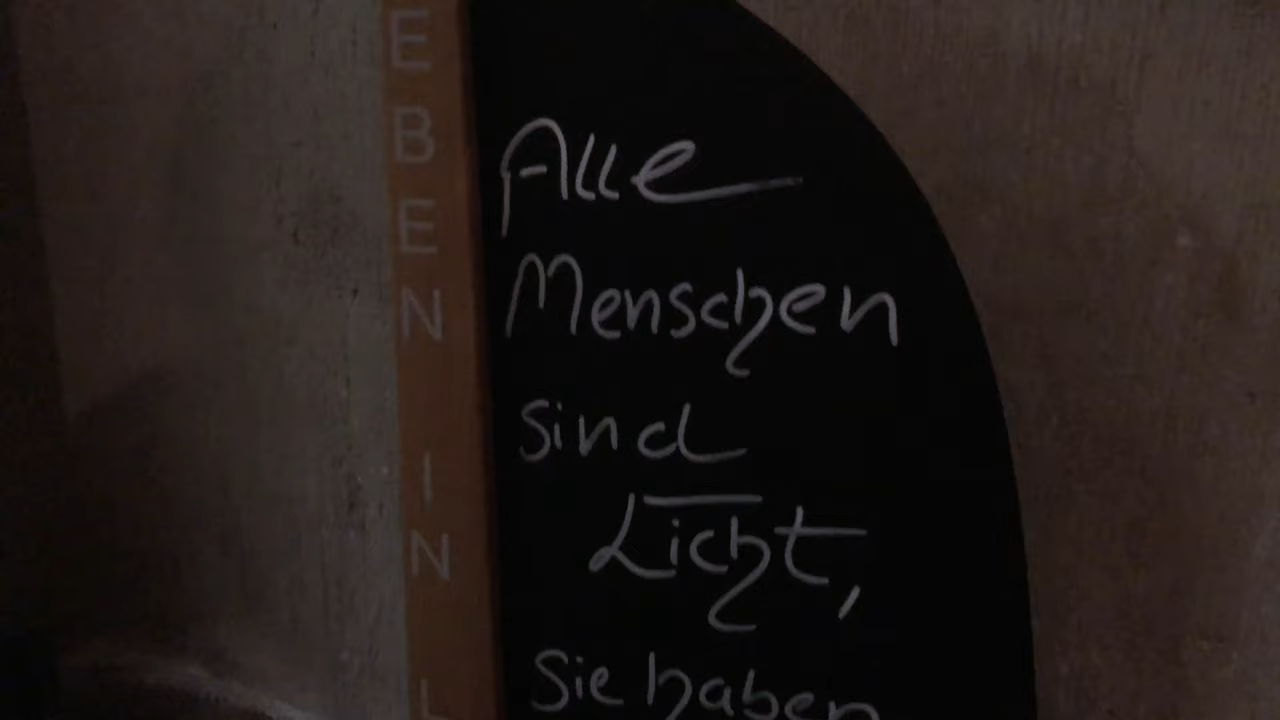 EBEN IN L
Alle
Menschen
sind
Licht,
Sie haben